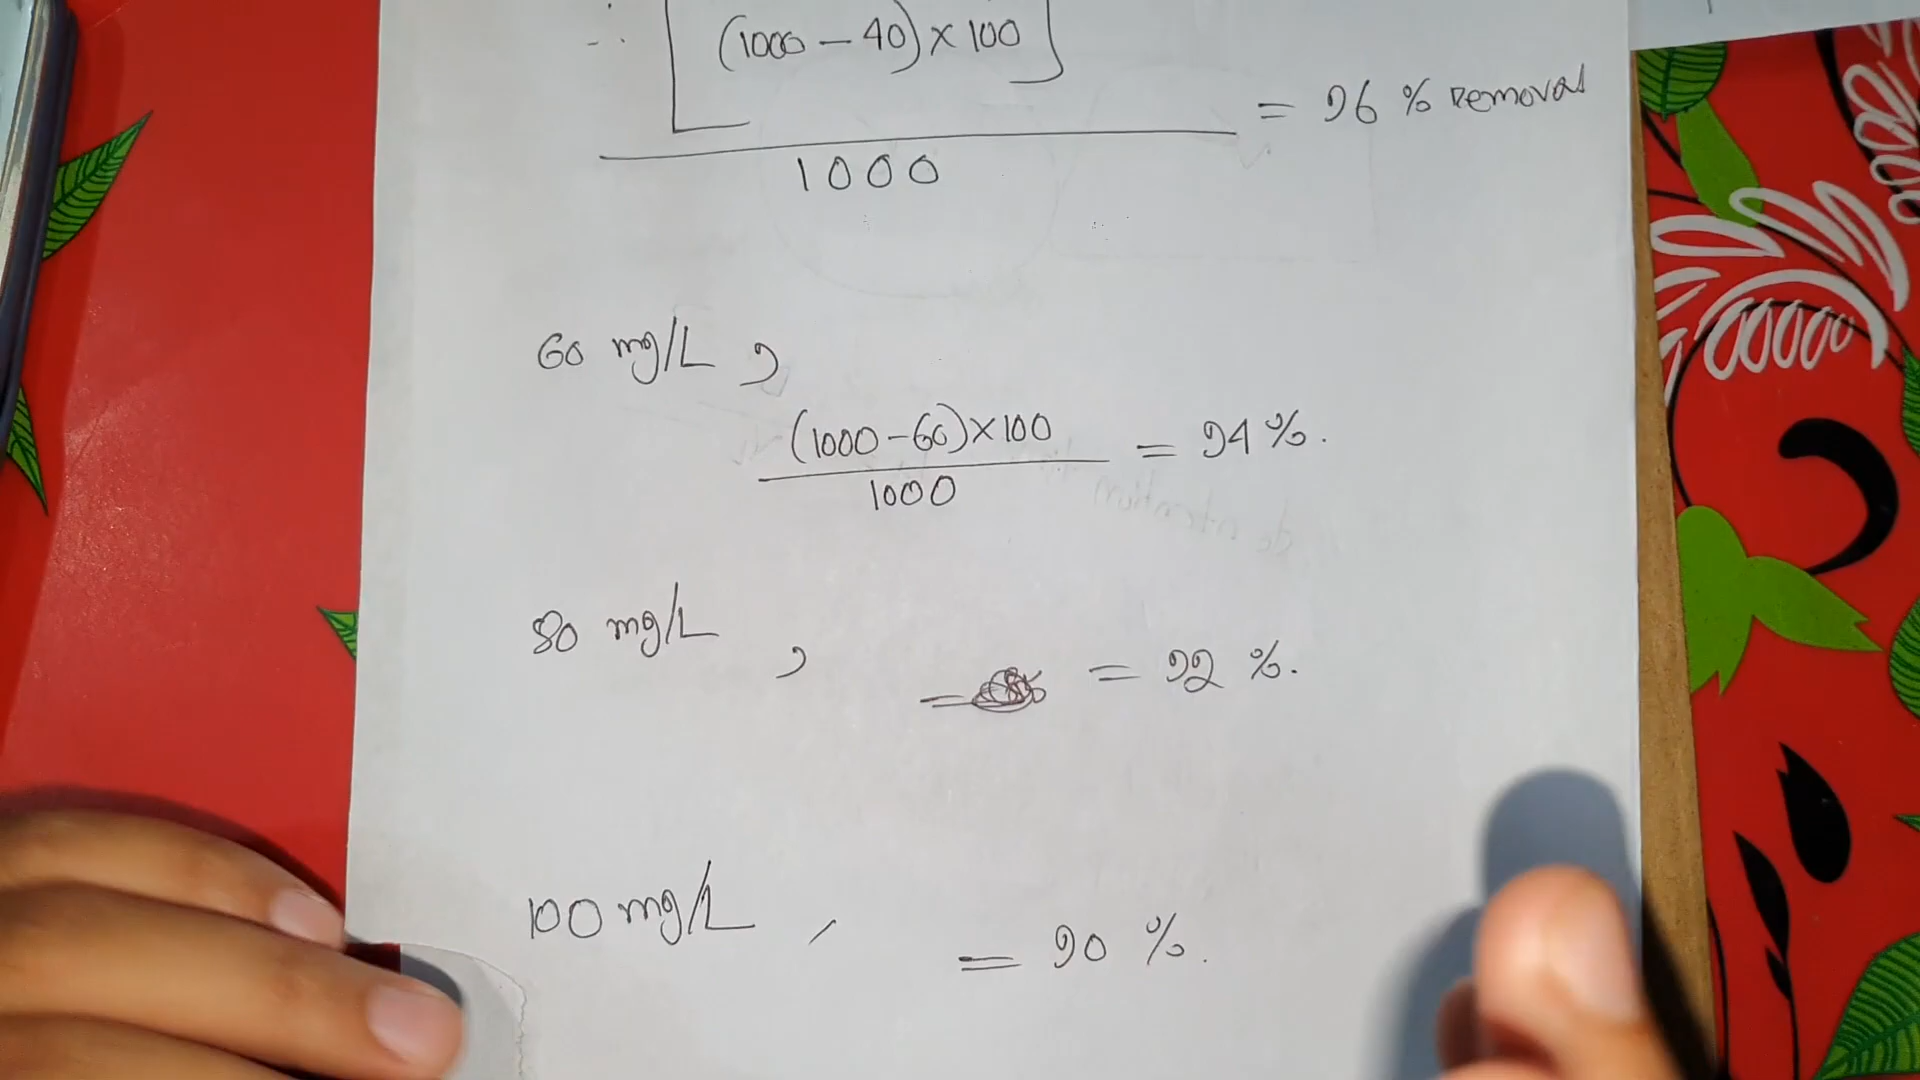 ∴ [(1000 – 40) × 100]
= 96 % removal
1000
60 mg/L ,
(1000 – 60) × 100
= 94 %.
1000
80 mg/L , = = 92 %.
100 mg/L , = 90 %.